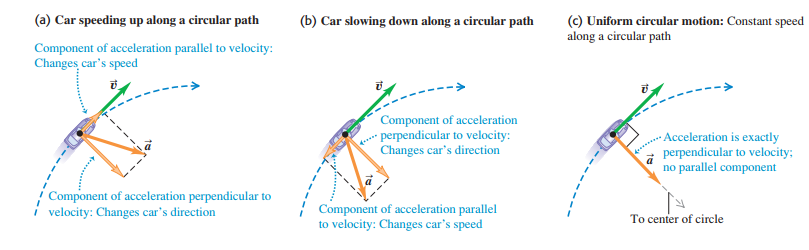 (a) Car speeding up along a circular path
Component of acceleration parallel to velocity:
Changes car's speed
v
a
Component of acceleration perpendicular to
velocity: Changes car's direction
(b) Car slowing down along a circular path
v
Component of acceleration
perpendicular to velocity:
Changes car's direction
a
Component of acceleration parallel
to velocity: Changes car's speed
(c) Uniform circular motion: Constant speed
along a circular path
v
Acceleration is exactly
perpendicular to velocity;
no parallel component
a
To center of circle